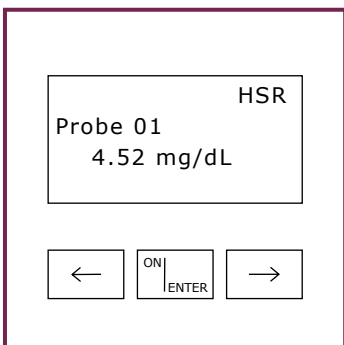 HSR
Probe 01
4.52 mg/dL
← ON ENTER →